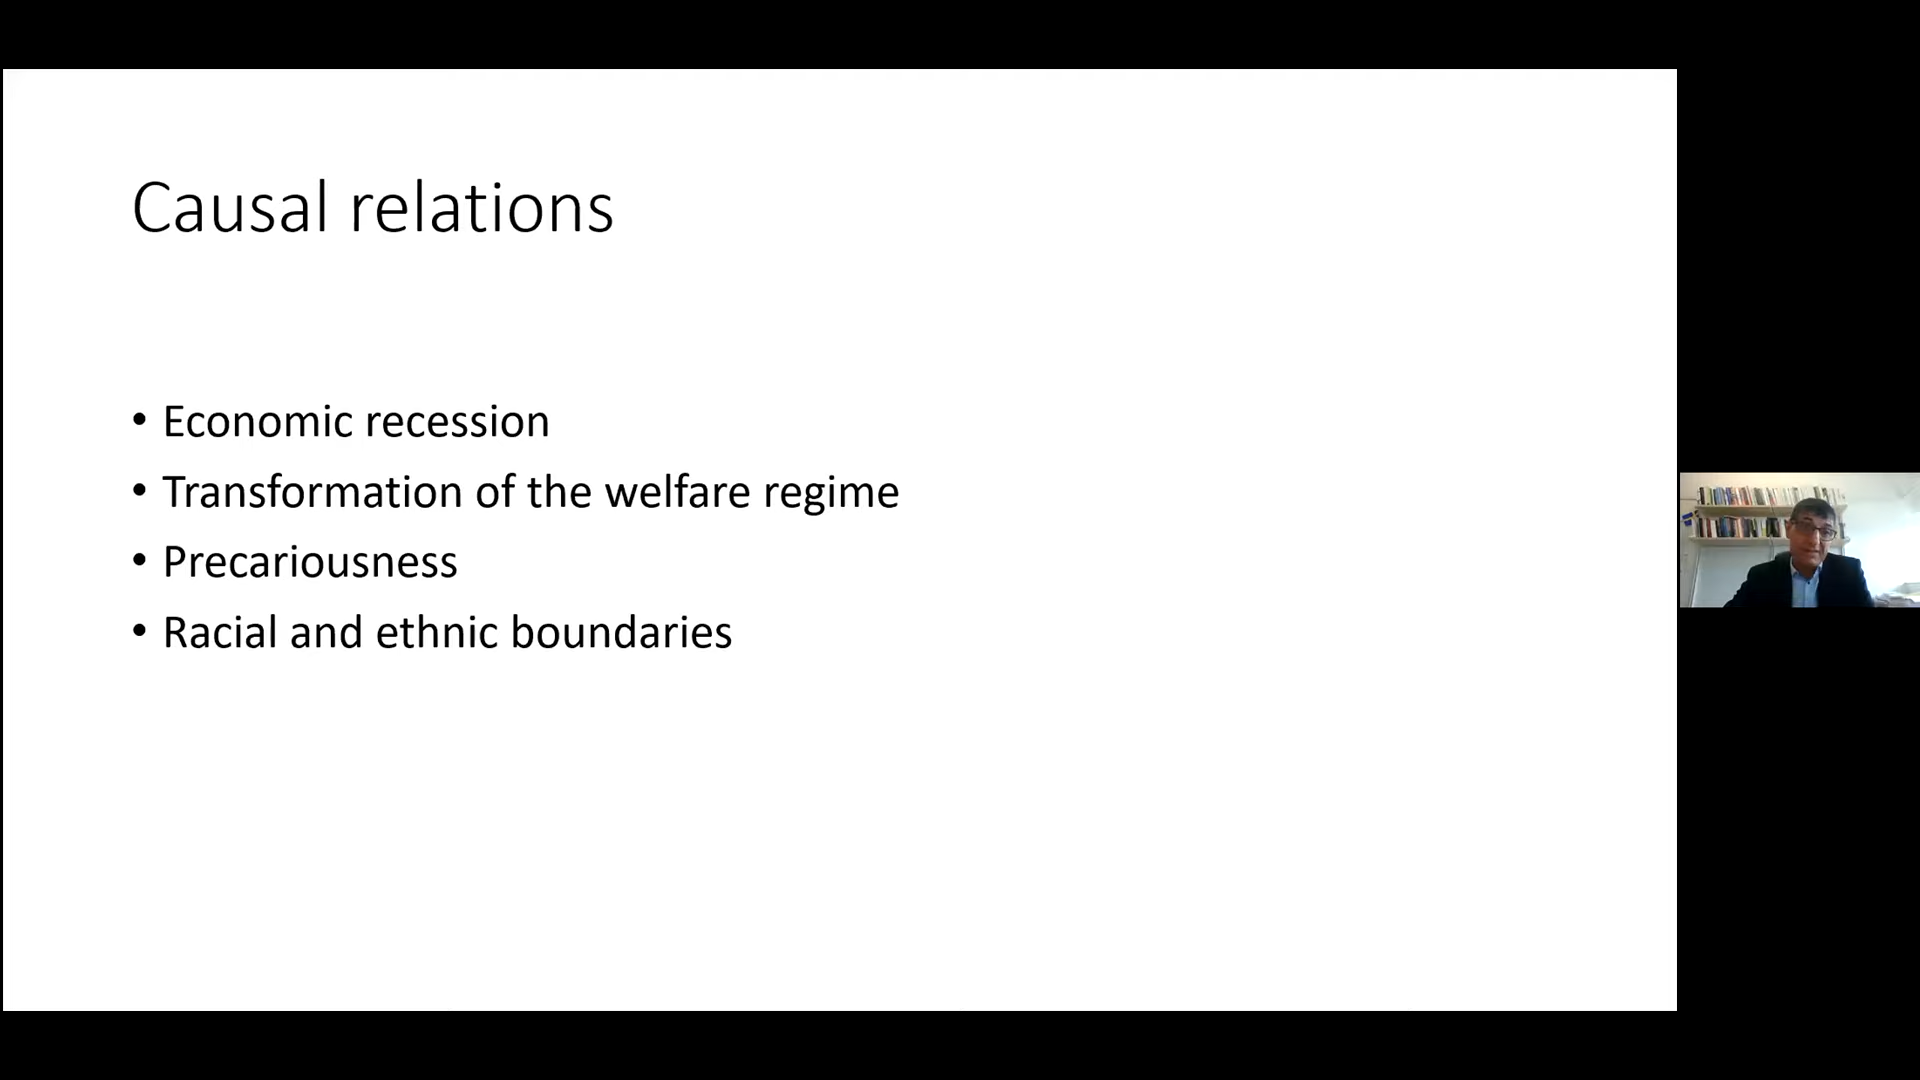 Causal relations
• Economic recession
• Transformation of the welfare regime
• Precariousness
• Racial and ethnic boundaries